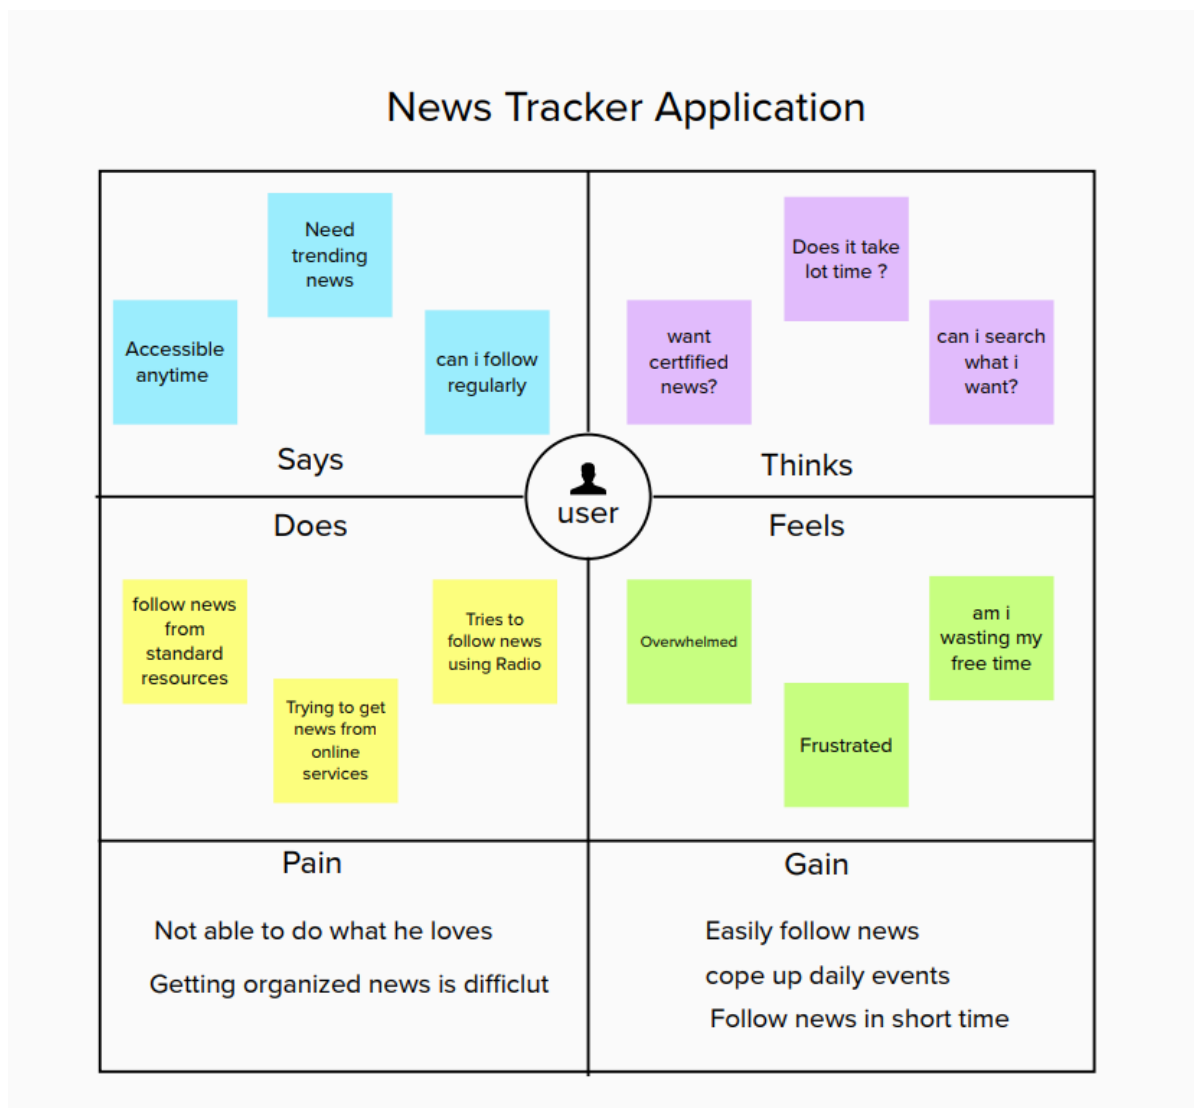 News Tracker Application
Need
trending
news
Accessible
anytime
can i follow
regularly
Says
Does it take
lot time ?
want
certfified
news?
can i search
what i
want?
Thinks
user
Does
follow news
from
standard
resources
Tries to
follow news
using Radio
Trying to get
news from
online
services
Feels
Overwhelmed
am i
wasting my
free time
Frustrated
Pain
Not able to do what he loves
Getting organized news is difficlut
Gain
Easily follow news
cope up daily events
Follow news in short time